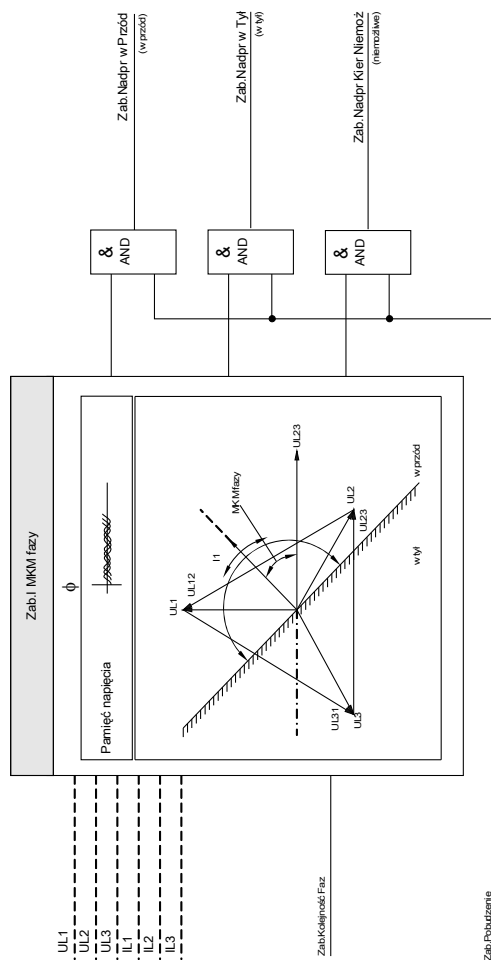 Zab.Nadpr w Przód
(w przód)
Zab.Nadpr w Tył
(w tył)
Zab.Nadpr Kier Niemoż
(niemożliwe)
&
AND
&
AND
&
AND
Zab.I MKM fazy
ϕ
Pamięć napięcia
UL23
MKM fazy
I1
UL1
UL12
UL2
UL23
UL31
UL3
w przód
w tył
UL1
UL2
UL3
IL1
IL2
IL3
Zab.Kolejność Faz
Zab.Pobudzenie